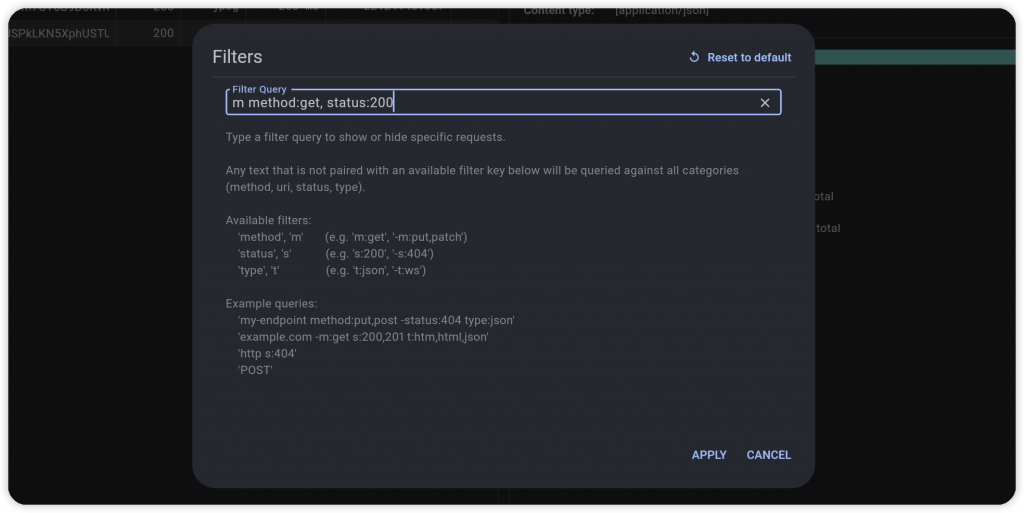 200
Content type: [application/json]
JSPkLKN5XphUSTL 200
Filters
Reset to default
Filter Query
m method:get, status:200
Type a filter query to show or hide specific requests.
Any text that is not paired with an available filter key below will be queried against all categories
(method, uri, status, type).
otal
Available filters:
total
'method', 'm' (e.g. 'm:get', '-m:put,patch')
'status', 's' (e.g. 's:200', '-s:404')
'type', 't' (e.g. 't:json', '-t:ws')
Example queries:
'my-endpoint method:put,post -status:404 type:json'
'example.com -m:get s:200,201 t:htm,html,json'
'http s:404'
'POST'
APPLY CANCEL